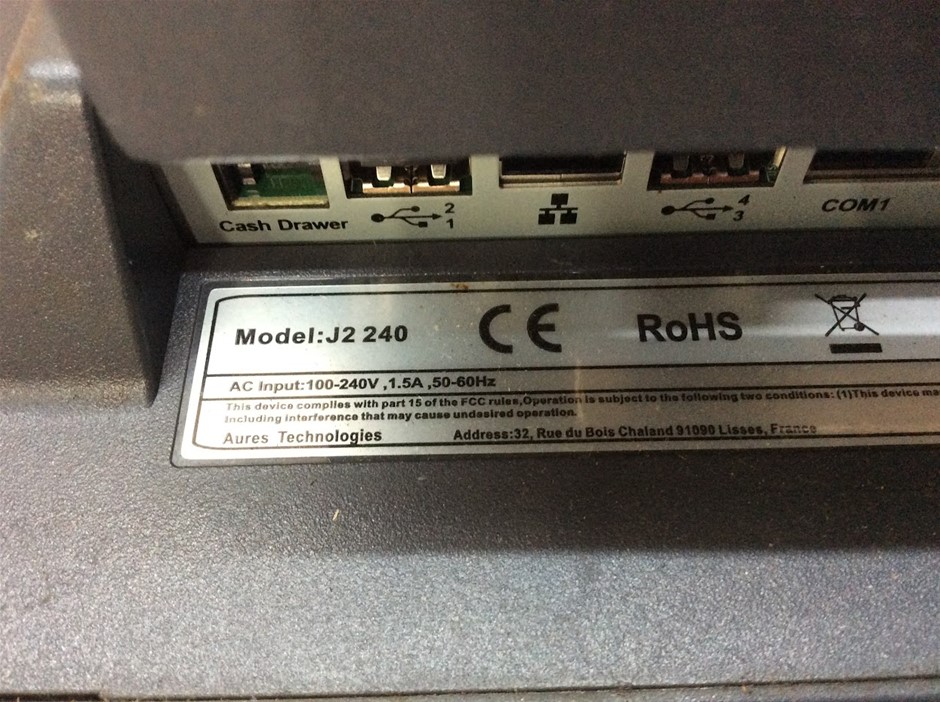 Cash Drawer 2 1 4 3 COM1
Model:J2 240 CE RoHS
AC Input:100-240V ,1.5A ,50-60Hz
This device complies with part 15 of the FCC rules,Operation is subject to the following two conditions: (1)This device
Including interference that may cause undesired operation.
Aures Technologies Address:32, Rue du Bois Chaland 91090 Lisses, France